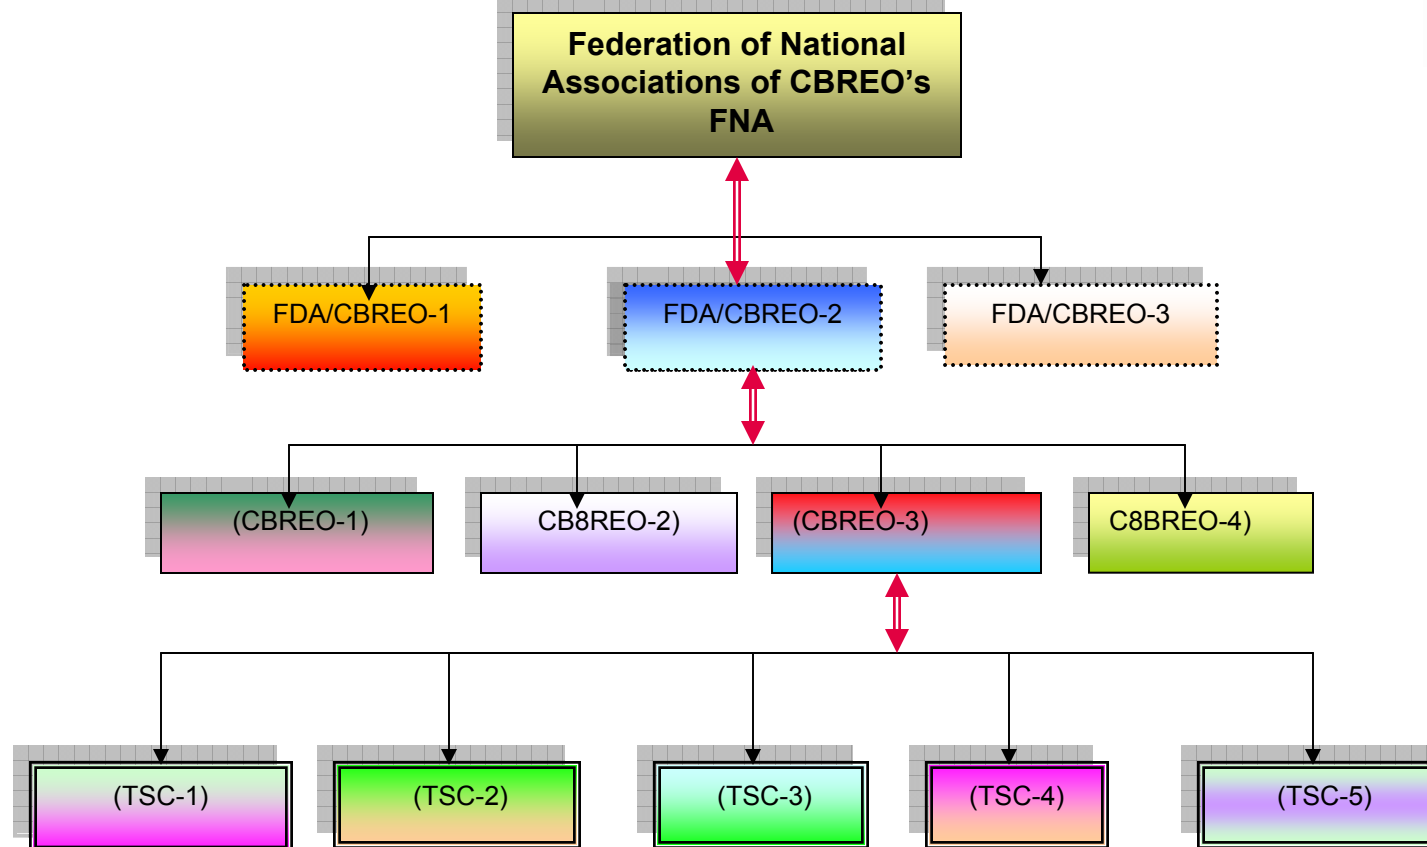 Federation of National
Associations of CBREO’s
FNA
FDA/CBREO-1
FDA/CBREO-2
FDA/CBREO-3
(CBREO-1)
CB8REO-2)
(CBREO-3)
C8BREO-4)
(TSC-1)
(TSC-2)
(TSC-3)
(TSC-4)
(TSC-5)